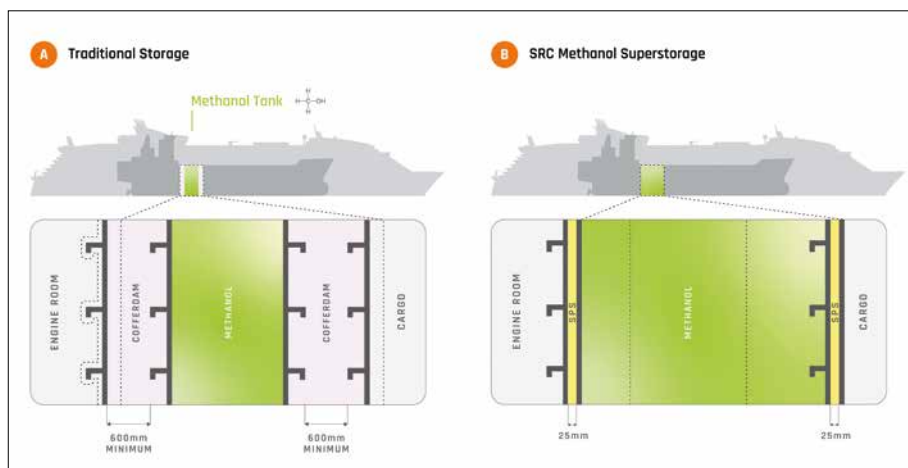 A Traditional Storage
Methanol Tank
H
H C OH
H
ENGINE ROOM
COFFERDAM
METHANOL
COFFERDAM
CARGO
600mm
MINIMUM
600mm
MINIMUM
B SRC Methanol Superstorage
ENGINE ROOM
SPS
METHANOL
SPS
CARGO
25mm
25mm